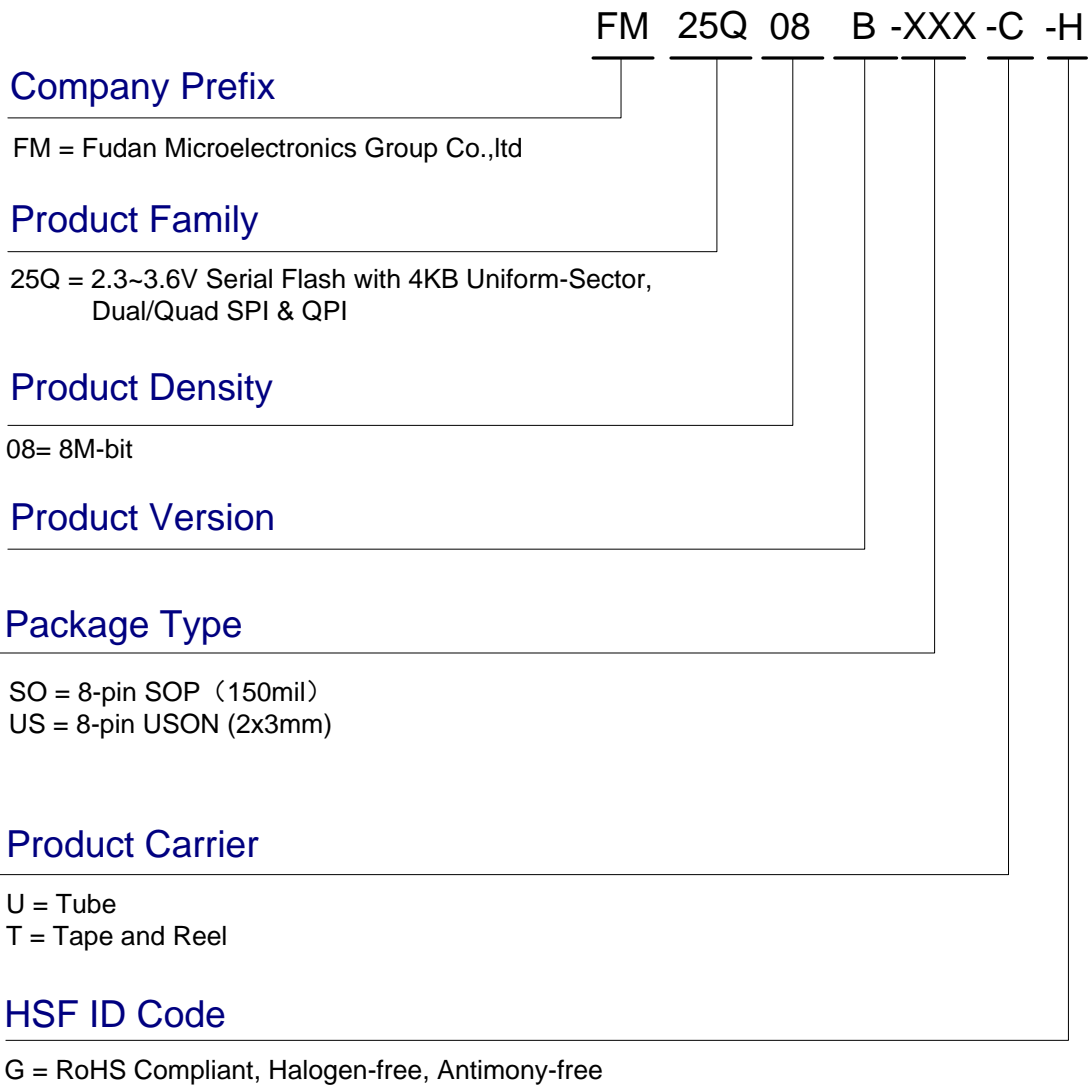 FM 25Q 08 B -XXX -C -H
Company Prefix
FM = Fudan Microelectronics Group Co.,ltd
Product Family
25Q = 2.3~3.6V Serial Flash with 4KB Uniform-Sector,
Dual/Quad SPI & QPI
Product Density
08= 8M-bit
Product Version
Package Type
SO = 8-pin SOP（150mil）
US = 8-pin USON (2x3mm)
Product Carrier
U = Tube
T = Tape and Reel
HSF ID Code
G = RoHS Compliant, Halogen-free, Antimony-free